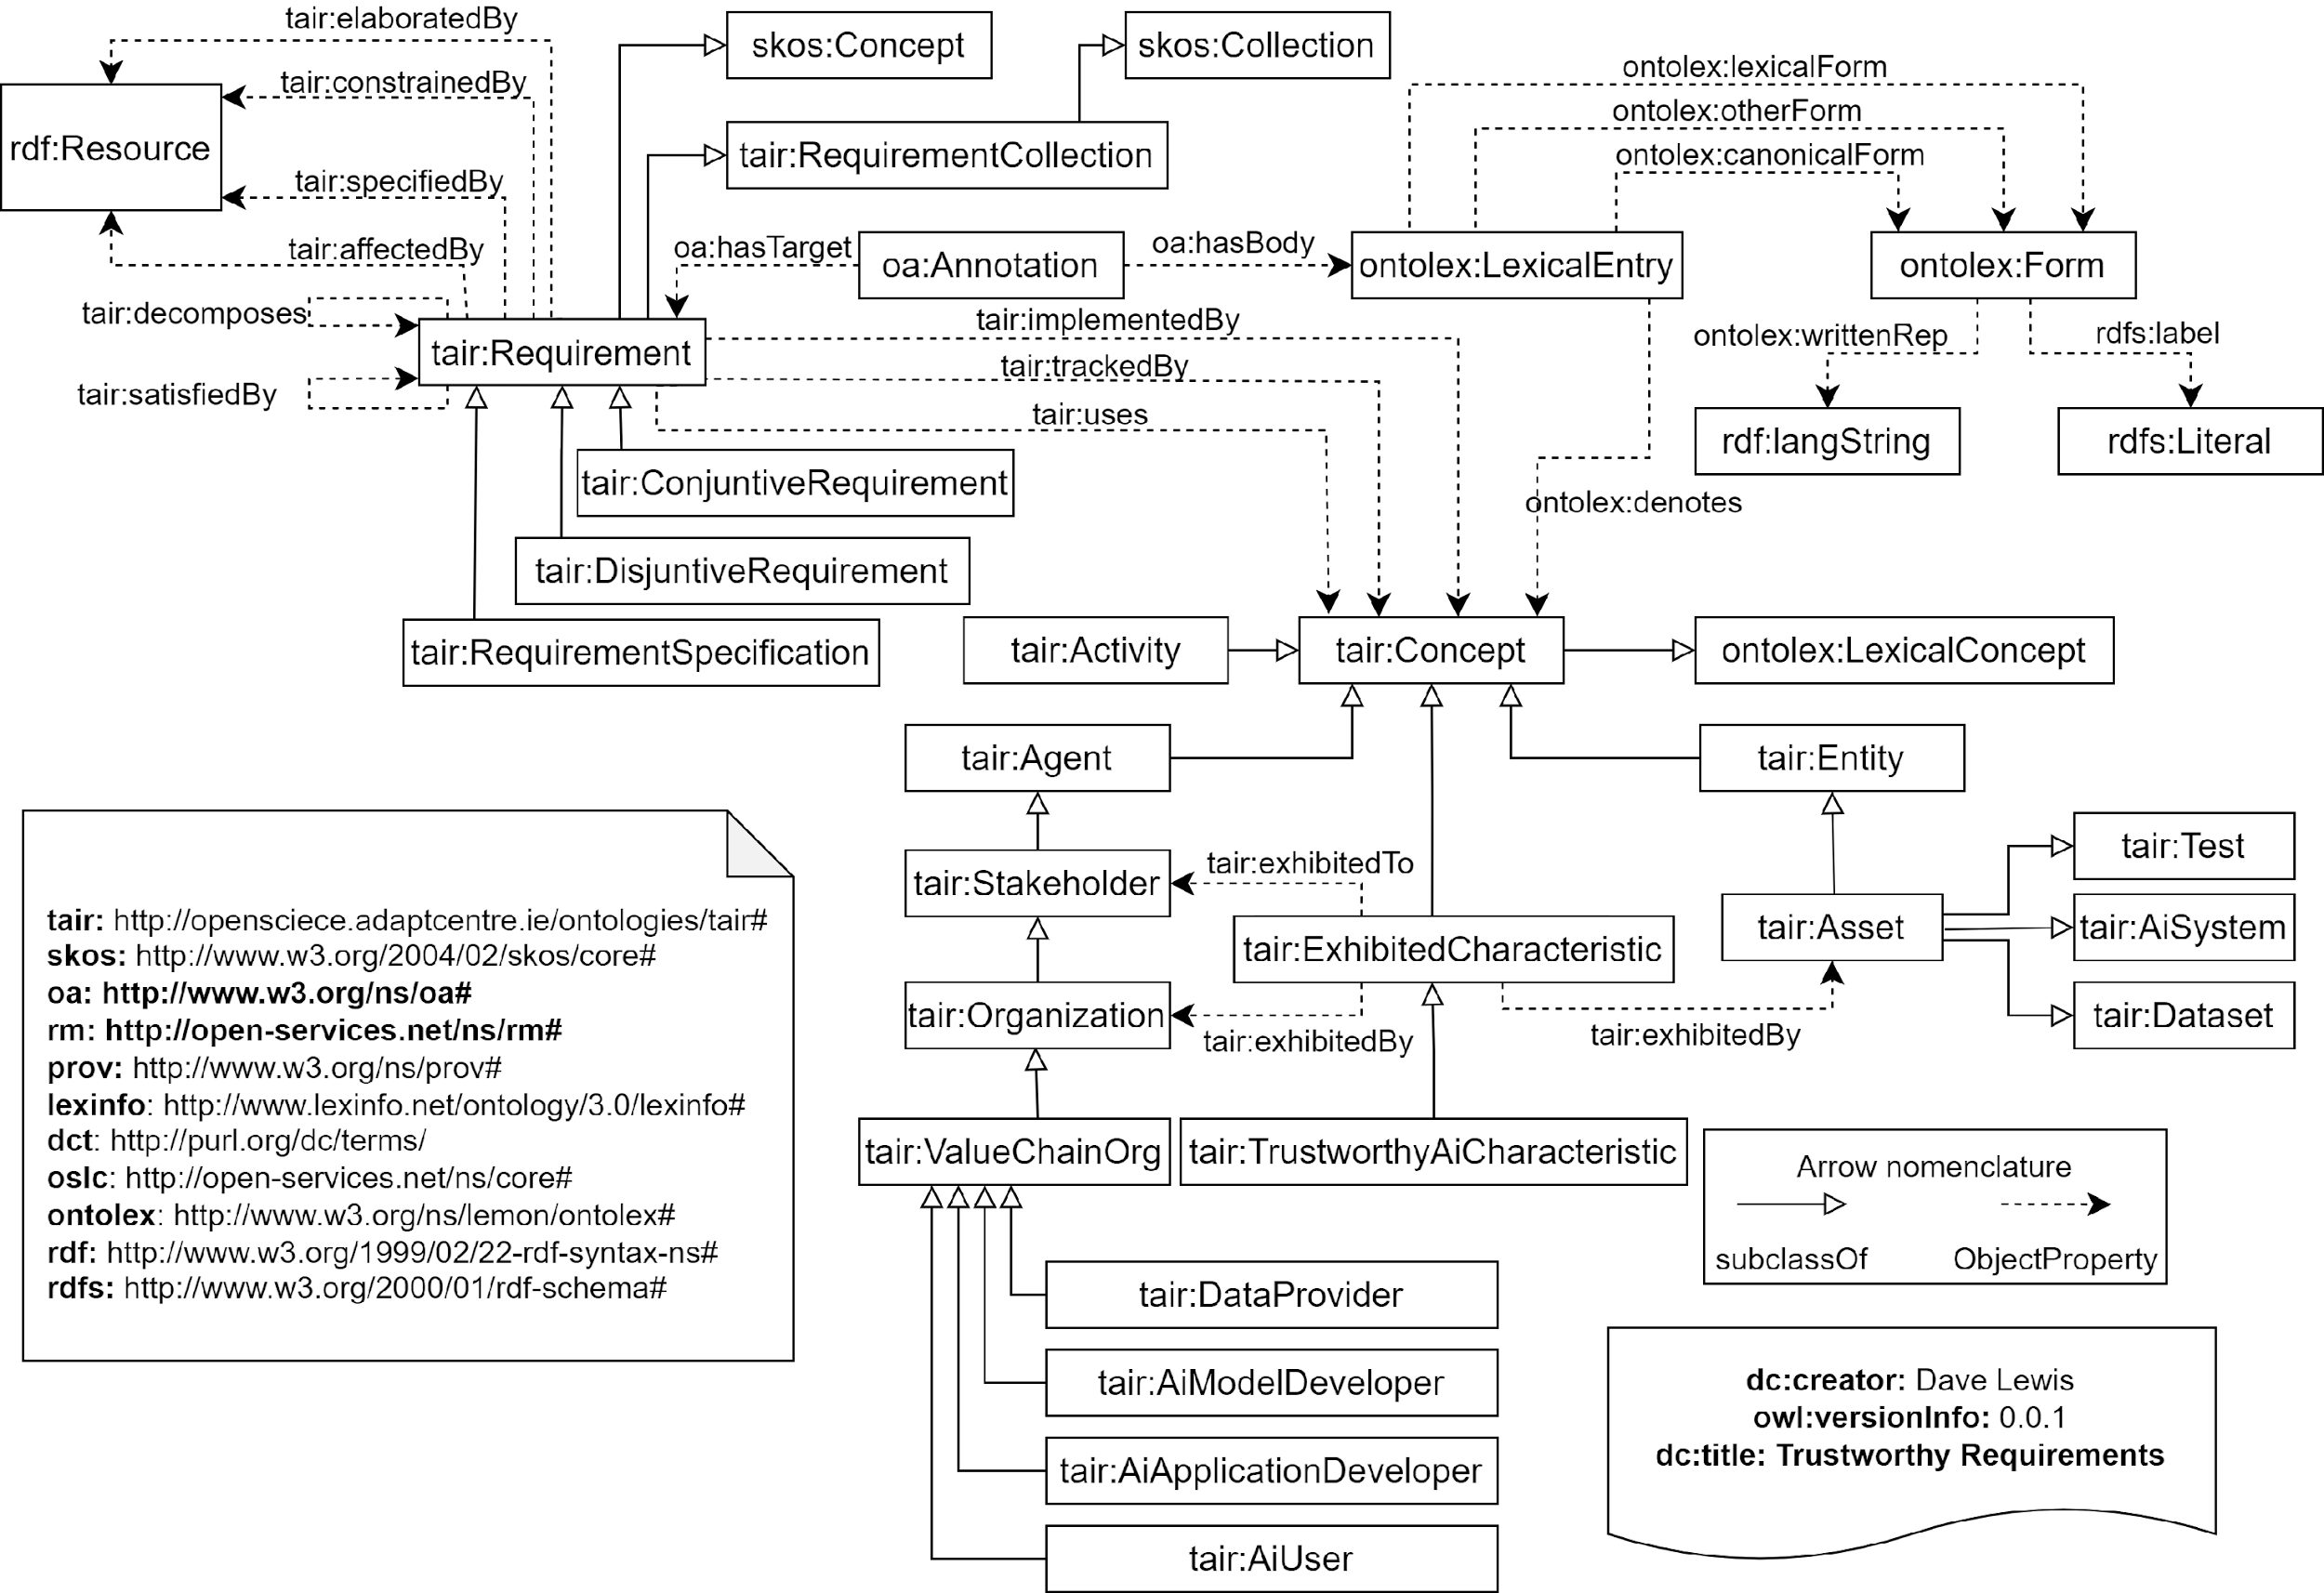 tair:elaboratedBy
skos:Concept
skos:Collection
tair:constrainedBy
ontolex:lexicalForm
ontolex:otherForm
rdf:Resource
tair:RequirementCollection
ontolex:canonicalForm
tair:specifiedBy
tair:affectedBy
oa:hasTarget
oa:Annotation
oa:hasBody
ontolex:LexicalEntry
ontolex:Form
tair:decomposes
tair:implementedBy
ontolex:writtenRep
rdfs:label
tair:Requirement
tair:trackedBy
tair:satisfiedBy
tair:uses
rdf:langString
rdfs:Literal
tair:ConjuntiveRequirement
ontolex:denotes
tair:DisjuntiveRequirement
tair:RequirementSpecification
tair:Activity
tair:Concept
ontolex:LexicalConcept
tair:Agent
tair:Entity
tair:Test
tair:exhibitedTo
tair:Stakeholder
tair:ExhibitedCharacteristic
tair:Asset
tair:AiSystem
tair:Organization
tair:exhibitedBy
tair:exhibitedBy
tair:Dataset
tair:ValueChainOrg
tair:TrustworthyAiCharacteristic
tair: http://opensciece.adaptcentre.ie/ontologies/tair#
skos: http://www.w3.org/2004/02/skos/core#
oa: http://www.w3.org/ns/oa#
rm: http://open-services.net/ns/rm#
prov: http://www.w3.org/ns/prov#
lexinfo: http://www.lexinfo.net/ontology/3.0/lexinfo#
dct: http://purl.org/dc/terms/
oslc: http://open-services.net/ns/core#
ontolex: http://www.w3.org/ns/lemon/ontolex#
rdf: http://www.w3.org/1999/02/22-rdf-syntax-ns#
rdfs: http://www.w3.org/2000/01/rdf-schema#
Arrow nomenclature
subclassOf
ObjectProperty
tair:DataProvider
tair:AiModelDeveloper
tair:AiApplicationDeveloper
tair:AiUser
dc:creator: Dave Lewis
owl:versionInfo: 0.0.1
dc:title: Trustworthy Requirements